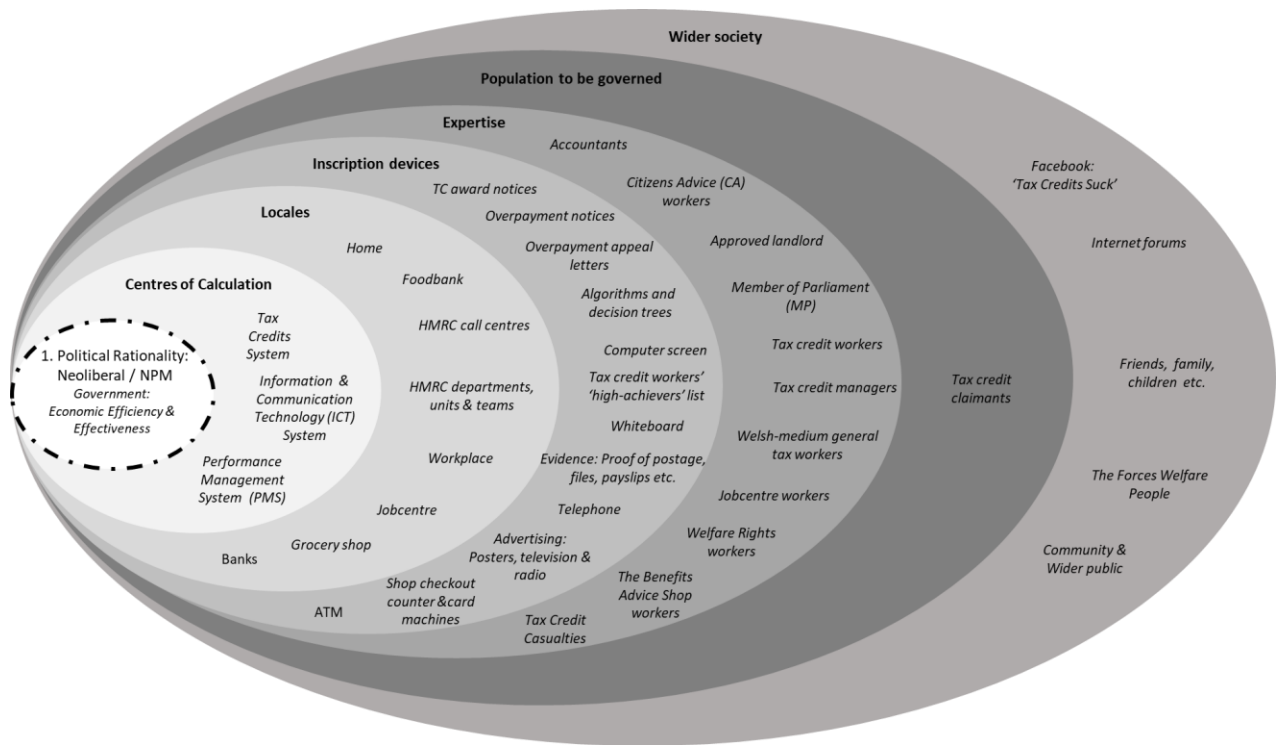 Wider society
Population to be governed
Expertise
Inscription devices
Locales
Centres of Calculation
1. Political Rationality:
Neoliberal / NPM
Government:
Economic Efficiency &
Effectiveness
Tax
Credits
System
Information &
Communication
Technology (ICT)
System
Performance
Management
System (PMS)
Home
Foodbank
HMRC call centres
HMRC departments,
units & teams
Workplace
Jobcentre
Grocery shop
Banks
TC award notices
Overpayment notices
Overpayment appeal
letters
Algorithms and
decision trees
Computer screen
Tax credit workers'
'high-achievers' list
Whiteboard
Evidence: Proof of postage,
files, payslips etc.
Telephone
Advertising:
Posters, television &
radio
Shop checkout
counter &card
machines
ATM
Accountants
Citizens Advice (CA)
workers
Approved landlord
Member of Parliament
(MP)
Tax credit workers
Tax credit managers
Welsh-medium general
tax workers
Jobcentre workers
Welfare Rights
workers
The Benefits
Advice Shop
workers
Tax Credit
Casualties
Tax credit
claimants
Facebook:
'Tax Credits Suck'
Internet forums
Friends, family,
children etc.
The Forces Welfare
People
Community &
Wider public